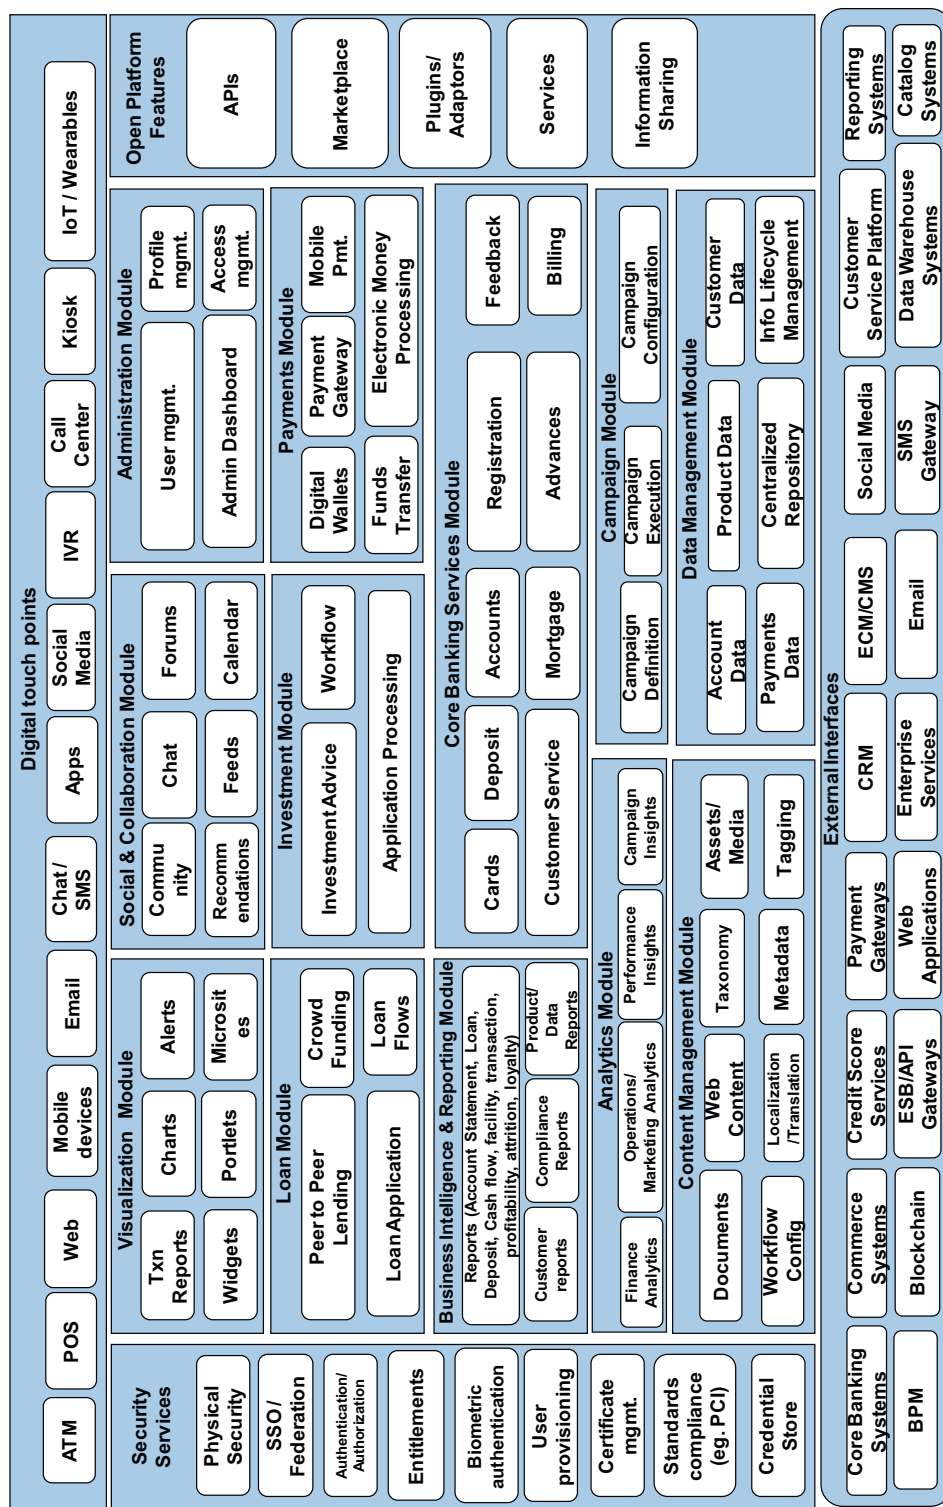 Digital touch points
ATM
POS
Web
Mobile
devices
Email
Chat /
SMS
Apps
Social
Media
IVR
Call
Center
Kiosk
IoT / Wearables
Security
Services
Physical
Security
SSO /
Federation
Authentication/
Authorization
Entitlements
Biometric
authentication
User
provisioning
Certificate
mgmt.
Standards
compliance
(eg. PCI)
Credential
Store
Visualization Module
Txn
Reports
Charts
Alerts
Widgets
Portlets
Microsit
es
Social & Collaboration Module
Commu
nity
Chat
Forums
Recomm
endations
Feeds
Calendar
Administration Module
User mgmt.
Profile
mgmt.
Admin Dashboard
Access
mgmt.
Loan Module
Peer to Peer
Lending
Crowd
Funding
Loan Application
Loan
Flows
Investment Module
Investment Advice
Workflow
Application Processing
Payments Module
Digital
Wallets
Payment
Gateway
Mobile
Pmt.
Funds
Transfer
Electronic Money
Processing
Business Intelligence & Reporting Module
Reports (Account Statement, Loan,
Deposit, Cash flow, facility, transaction,
profitability, attrition, loyalty)
Customer
reports
Compliance
Reports
Product/
Data
Reports
Core Banking Services Module
Cards
Deposit
Accounts
Registration
Feedback
Customer Service
Mortgage
Advances
Billing
Analytics Module
Finance
Analytics
Operations/
Marketing Analytics
Performance
Insights
Campaign
Insights
Campaign Module
Campaign
Definition
Campaign
Execution
Campaign
Configuration
Content Management Module
Documents
Web
Content
Taxonomy
Assets/
Media
Workflow
Config
Localization
/Translation
Metadata
Tagging
Data Management Module
Account
Data
Product Data
Customer
Data
Payments
Data
Centralized
Repository
Info Lifecycle
Management
Open Platform
Features
APIs
Marketplace
Plugins/
Adaptors
Services
Information
Sharing
External Interfaces
Core Banking
Systems
Commerce
Systems
Credit Score
Services
Payment
Gateways
CRM
ECM/CMS
Social Media
Customer
Service Platform
Reporting
Systems
BPM
Blockchain
ESB/API
Gateways
Web
Applications
Enterprise
Services
Email
SMS
Gateway
Data Warehouse
Systems
Catalog
Systems